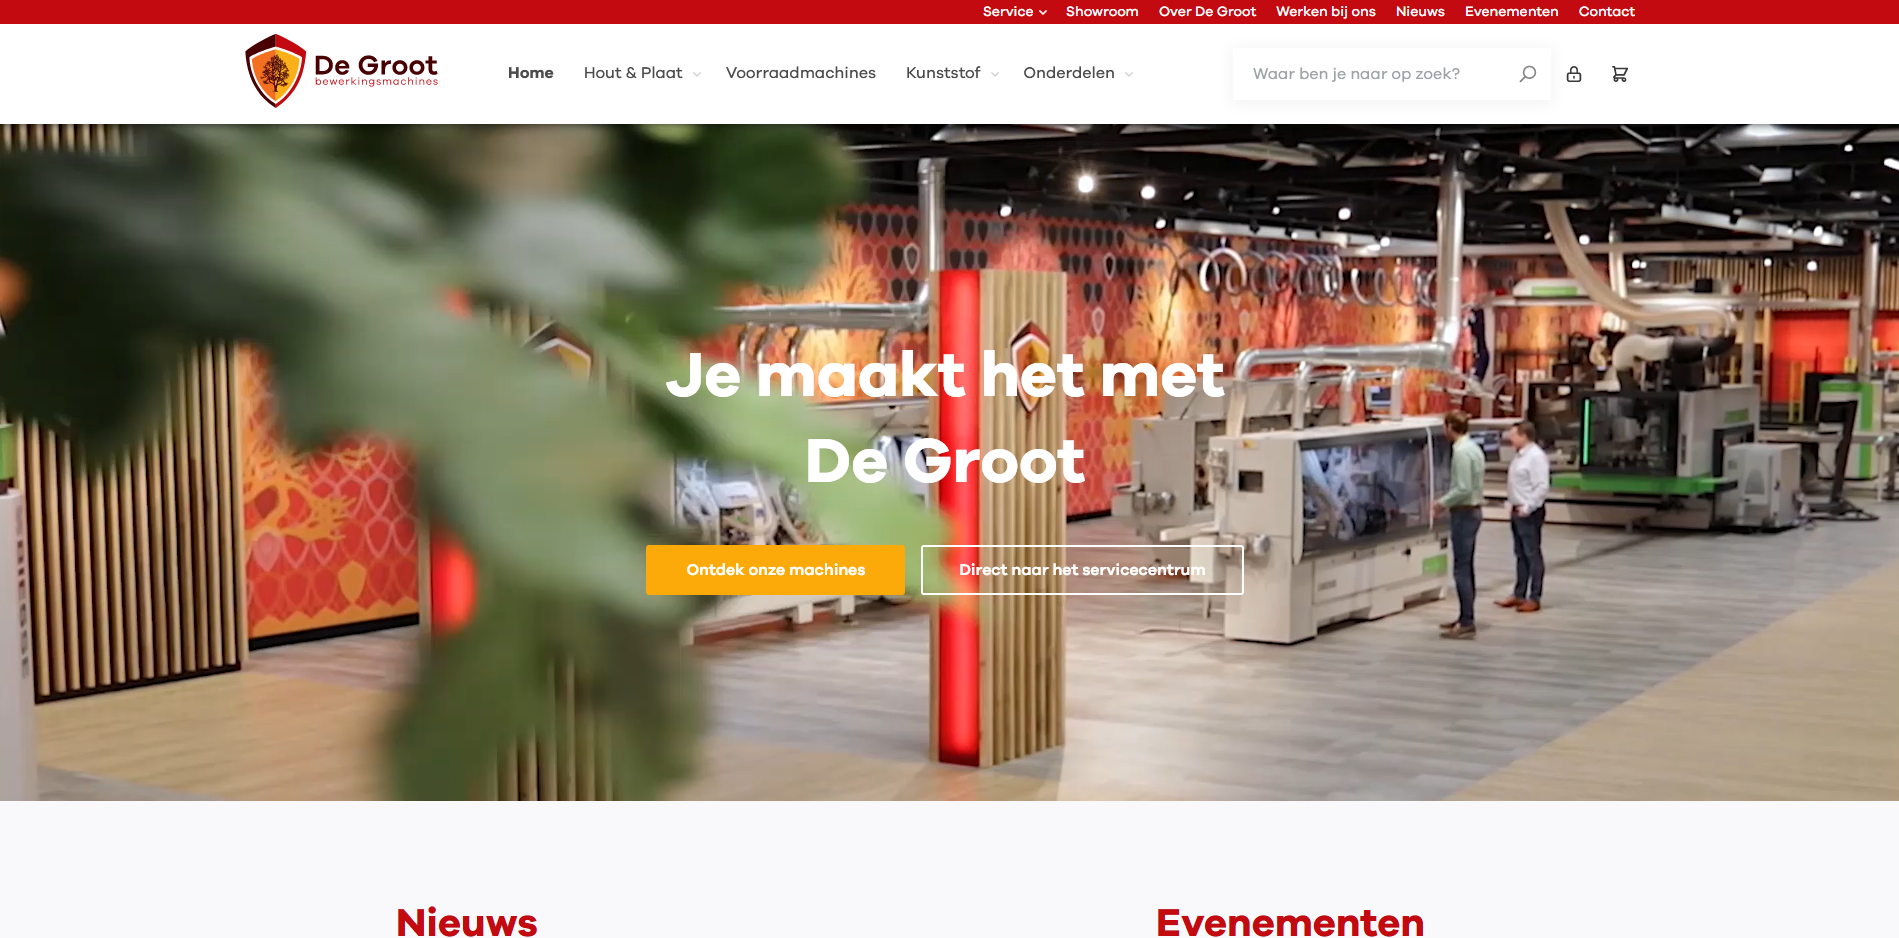 Service Showroom Over De Groot Werken bij ons Nieuws Evenementen Contact
De Groot
bewerkingsmachines
Home Hout & Plaat Voorraadmachines Kunststof Onderdelen
Waar ben je naar op zoek?
Je maakt het met
De Groot
Ontdek onze machines Direct naar het servicecentrum
Nieuws Evenementen